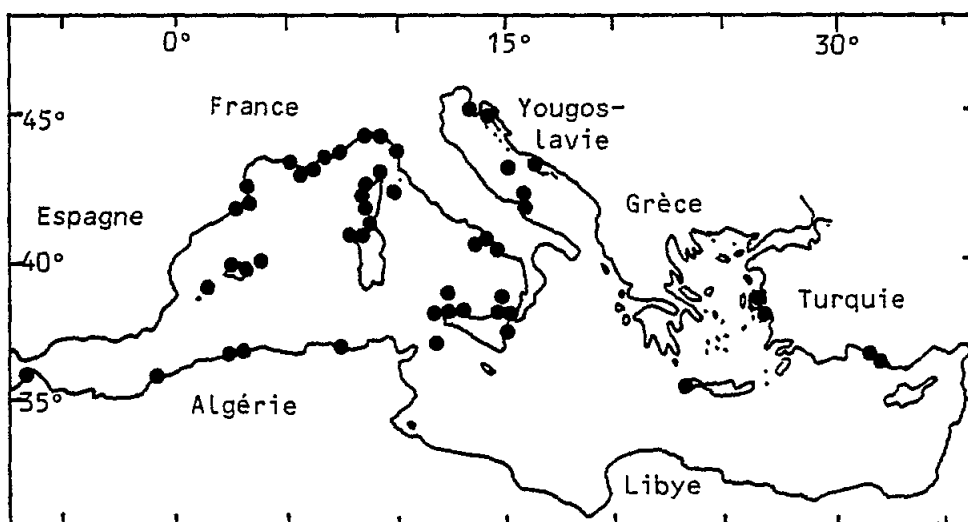 0° 15° 30°
45°
France
Yougos-
lavie
Espagne
Grèce
40°
Turquie
35°
Algérie
Libye